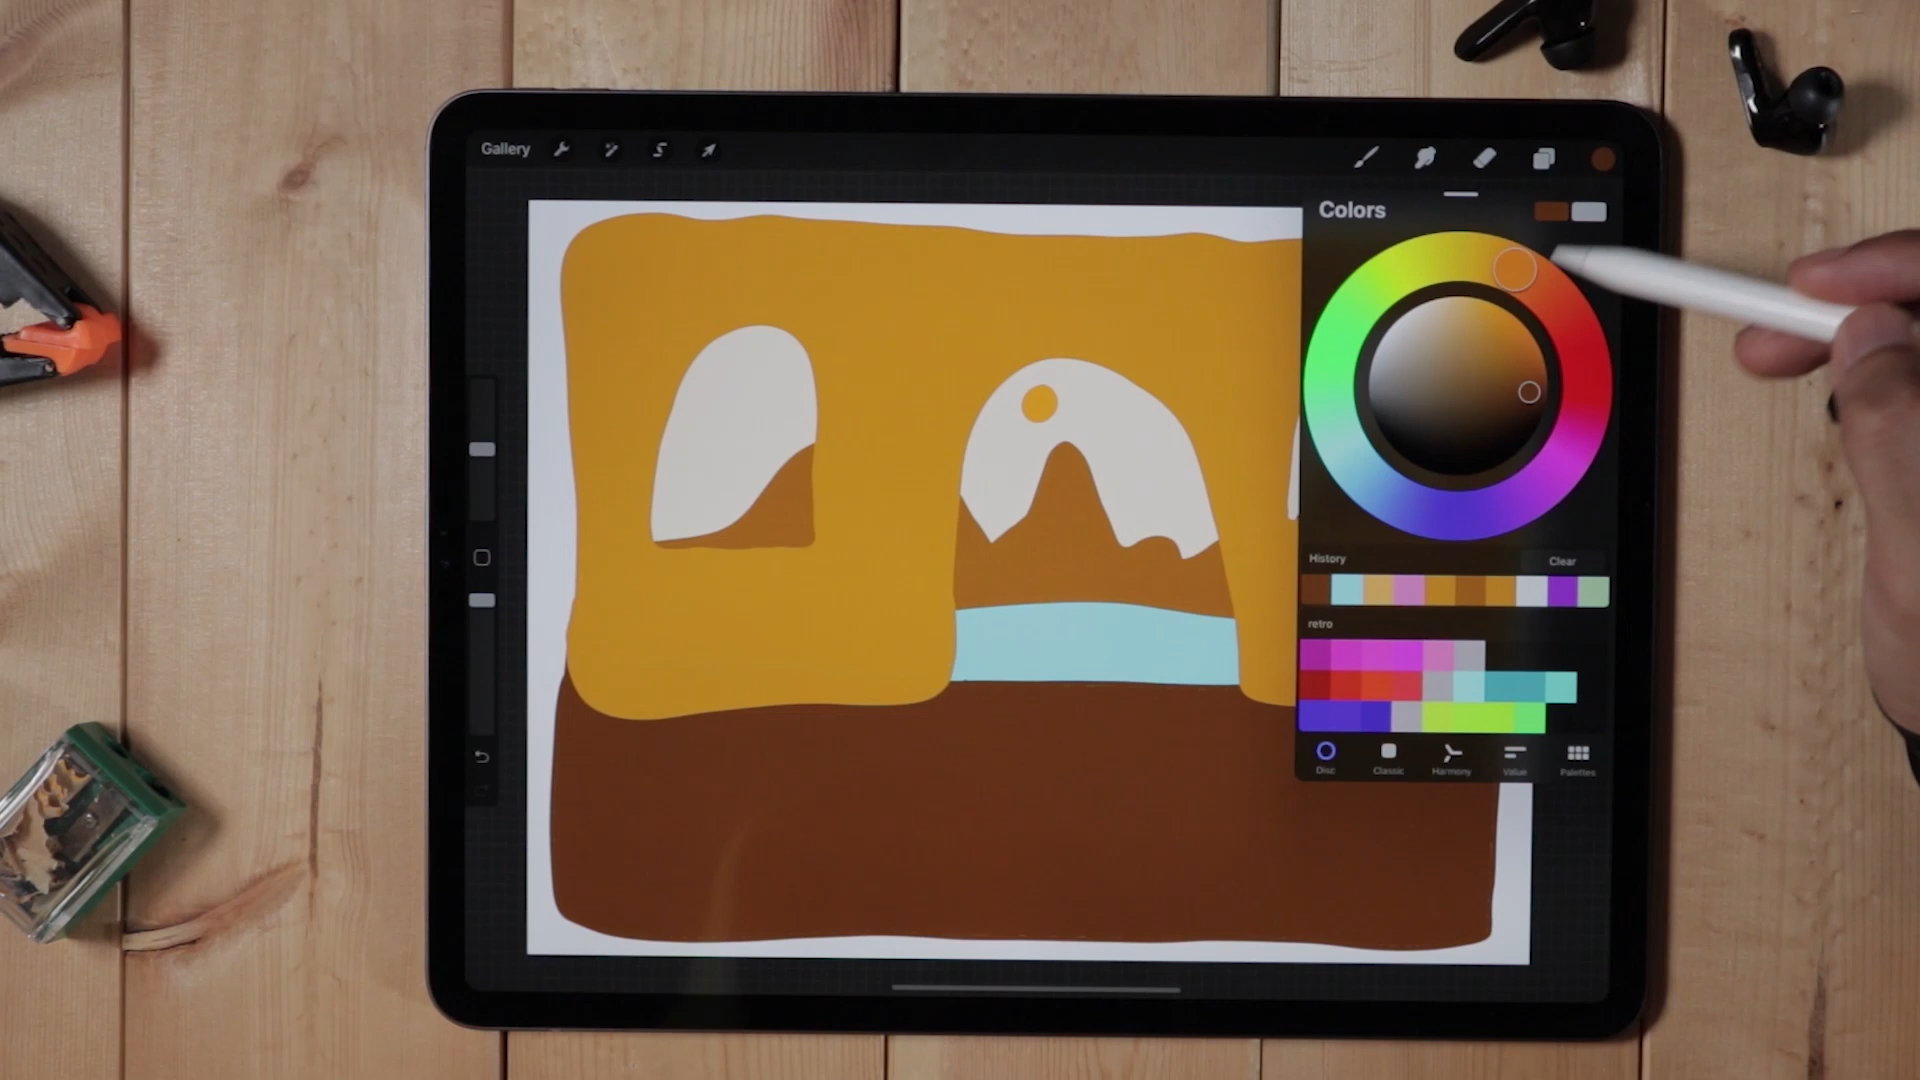 Gallery
Colors
History
Clear
retro
Disc
Classic
Harmony
Value
Palettes